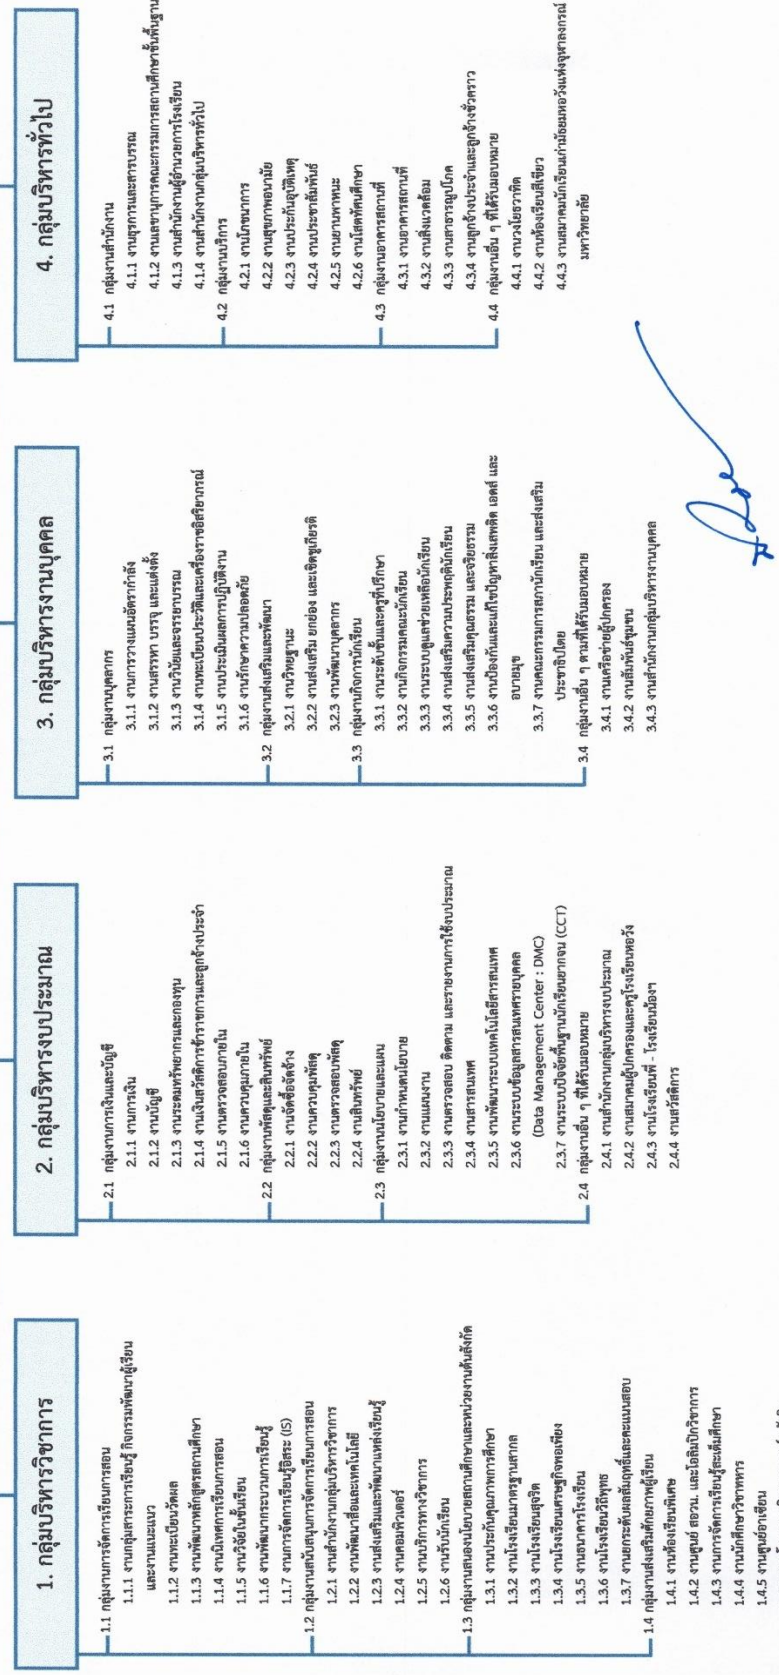 1. กลุ่มบริหารวิชาการ
1.1 กลุ่มงานการจัดการเรียนการสอน
1.1.1 งานกลุ่มสาระการเรียนรู้ กิจกรรมพัฒนาผู้เรียน
และงานแนะแนว
1.1.2 งานทะเบียนวัดผล
1.1.3 งานพัฒนาหลักสูตรสถานศึกษา
1.1.4 งานนิเทศการเรียนการสอน
1.1.5 งานวิจัยในชั้นเรียน
1.1.6 งานพัฒนากระบวนการเรียนรู้
1.1.7 งานการจัดการเรียนรู้อิสระ (IS)
1.2 กลุ่มงานสนับสนุนการจัดการเรียนการสอน
1.2.1 งานสำนักงานกลุ่มบริหารวิชาการ
1.2.2 งานพัฒนาสื่อและเทคโนโลยี
1.2.3 งานส่งเสริมและพัฒนาแหล่งเรียนรู้
1.2.4 งานคอมพิวเตอร์
1.2.5 งานบริการทางวิชาการ
1.2.6 งานรับนักเรียน
1.3 กลุ่มงานสนองนโยบายสถานศึกษาและหน่วยงานต้นสังกัด
1.3.1 งานประกันคุณภาพการศึกษา
1.3.2 งานโรงเรียนมาตรฐานสากล
1.3.3 งานโรงเรียนสุจริต
1.3.4 งานโรงเรียนเศรษฐกิจพอเพียง
1.3.5 งานธนาคารโรงเรียน
1.3.6 งานโรงเรียนวิถีพุทธ
1.3.7 งานยกระดับผลสัมฤทธิ์และคะแนนสอบ
1.4 กลุ่มงานส่งเสริมศักยภาพผู้เรียน
1.4.1 งานห้องเรียนพิเศษ
1.4.2 งานศูนย์ สอวน. และโอลิมปิกวิชาการ
1.4.3 งานการจัดการเรียนรู้สะเต็มศึกษา
1.4.4 งานนักศึกษาวิชาทหาร
1.4.5 งานศูนย์อาเซียน
2. กลุ่มบริหารงบประมาณ
2.1 กลุ่มงานการเงินและบัญชี
2.1.1 งานการเงิน
2.1.2 งานบัญชี
2.1.3 งานระดมทรัพยากรและกองทุน
2.1.4 งานเงินสวัสดิการข้าราชการและลูกจ้างประจำ
2.1.5 งานตรวจสอบภายใน
2.1.6 งานควบคุมภายใน
2.2 กลุ่มงานพัสดุและสินทรัพย์
2.2.1 งานจัดซื้อจัดจ้าง
2.2.2 งานควบคุมพัสดุ
2.2.3 งานตรวจสอบพัสดุ
2.2.4 งานสินทรัพย์
2.3 กลุ่มงานนโยบายและแผน
2.3.1 งานกำหนดนโยบาย
2.3.2 งานแผนงาน
2.3.3 งานตรวจสอบ ติดตาม และรายงานการใช้งบประมาณ
2.3.4 งานสารสนเทศ
2.3.5 งานพัฒนาระบบเทคโนโลยีสารสนเทศ
2.3.6 งานระบบข้อมูลสารสนเทศรายบุคคล
(Data Management Center : DMC)
2.3.7 งานระบบปัจจัยพื้นฐานนักเรียนยากจน (CCT)
2.4 กลุ่มงานอื่น ๆ ที่ได้รับมอบหมาย
2.4.1 งานสำนักงานกลุ่มบริหารงบประมาณ
2.4.2 งานสมาคมผู้ปกครองและครูโรงเรียนหอวัง
2.4.3 งานโรงเรียนพี่ - โรงเรียนน้องฯ
2.4.4 งานสวัสดิการ
3. กลุ่มบริหารงานบุคคล
3.1 กลุ่มงานบุคลากร
3.1.1 งานการวางแผนอัตรากำลัง
3.1.2 งานสรรหา บรรจุ และแต่งตั้ง
3.1.3 งานวินัยและจรรยาบรรณ
3.1.4 งานทะเบียนประวัติและเครื่องราชอิสริยาภรณ์
3.1.5 งานประเมินผลการปฏิบัติงาน
3.1.6 งานรักษาความปลอดภัย
3.2 กลุ่มงานส่งเสริมและพัฒนา
3.2.1 งานวิทยฐานะ
3.2.2 งานส่งเสริม ยกย่อง และเชิดชูเกียรติ
3.2.3 งานพัฒนาบุคลากร
3.3 กลุ่มงานกิจการนักเรียน
3.3.1 งานระดับชั้นและครูที่ปรึกษา
3.3.2 งานกิจกรรมคณะนักเรียน
3.3.3 งานระบบดูแลช่วยเหลือนักเรียน
3.3.4 งานส่งเสริมความประพฤตินักเรียน
3.3.5 งานส่งเสริมคุณธรรม และจริยธรรม
3.3.6 งานป้องกันและแก้ไขปัญหาสิ่งเสพติด เอดส์ และ
อบายมุข
3.3.7 งานคณะกรรมการสภานักเรียน และส่งเสริม
ประชาธิปไตย
3.4 กลุ่มงานอื่น ๆ ตามที่ได้รับมอบหมาย
3.4.1 งานเครือข่ายผู้ปกครอง
3.4.2 งานสัมพันธ์ชุมชน
3.4.3 งานสำนักงานกลุ่มบริหารงานบุคคล
4. กลุ่มบริหารทั่วไป
4.1 กลุ่มงานสำนักงาน
4.1.1 งานธุรการและสารบรรณ
4.1.2 งานเลขานุการคณะกรรมการสถานศึกษาขั้นพื้นฐาน
4.1.3 งานสำนักงานผู้อำนวยการโรงเรียน
4.1.4 งานสำนักงานกลุ่มบริหารทั่วไป
4.2 กลุ่มงานบริการ
4.2.1 งานโภชนาการ
4.2.2 งานสุขภาพอนามัย
4.2.3 งานประกันอุบัติเหตุ
4.2.4 งานประชาสัมพันธ์
4.2.5 งานยานพาหนะ
4.2.6 งานโสตทัศนศึกษา
4.3 กลุ่มงานอาคารสถานที่
4.3.1 งานอาคารสถานที่
4.3.2 งานสิ่งแวดล้อม
4.3.3 งานสาธารณูปโภค
4.3.4 งานลูกจ้างประจำและลูกจ้างชั่วคราว
4.4 กลุ่มงานอื่น ๆ ที่ได้รับมอบหมาย
4.4.1 งานวงโยธวาทิต
4.4.2 งานห้องเรียนสีเขียว
4.4.3 งานสมาคมนักเรียนเก่ามัธยมหอวังแห่งจุฬาลงกรณ์
มหาวิทยาลัย